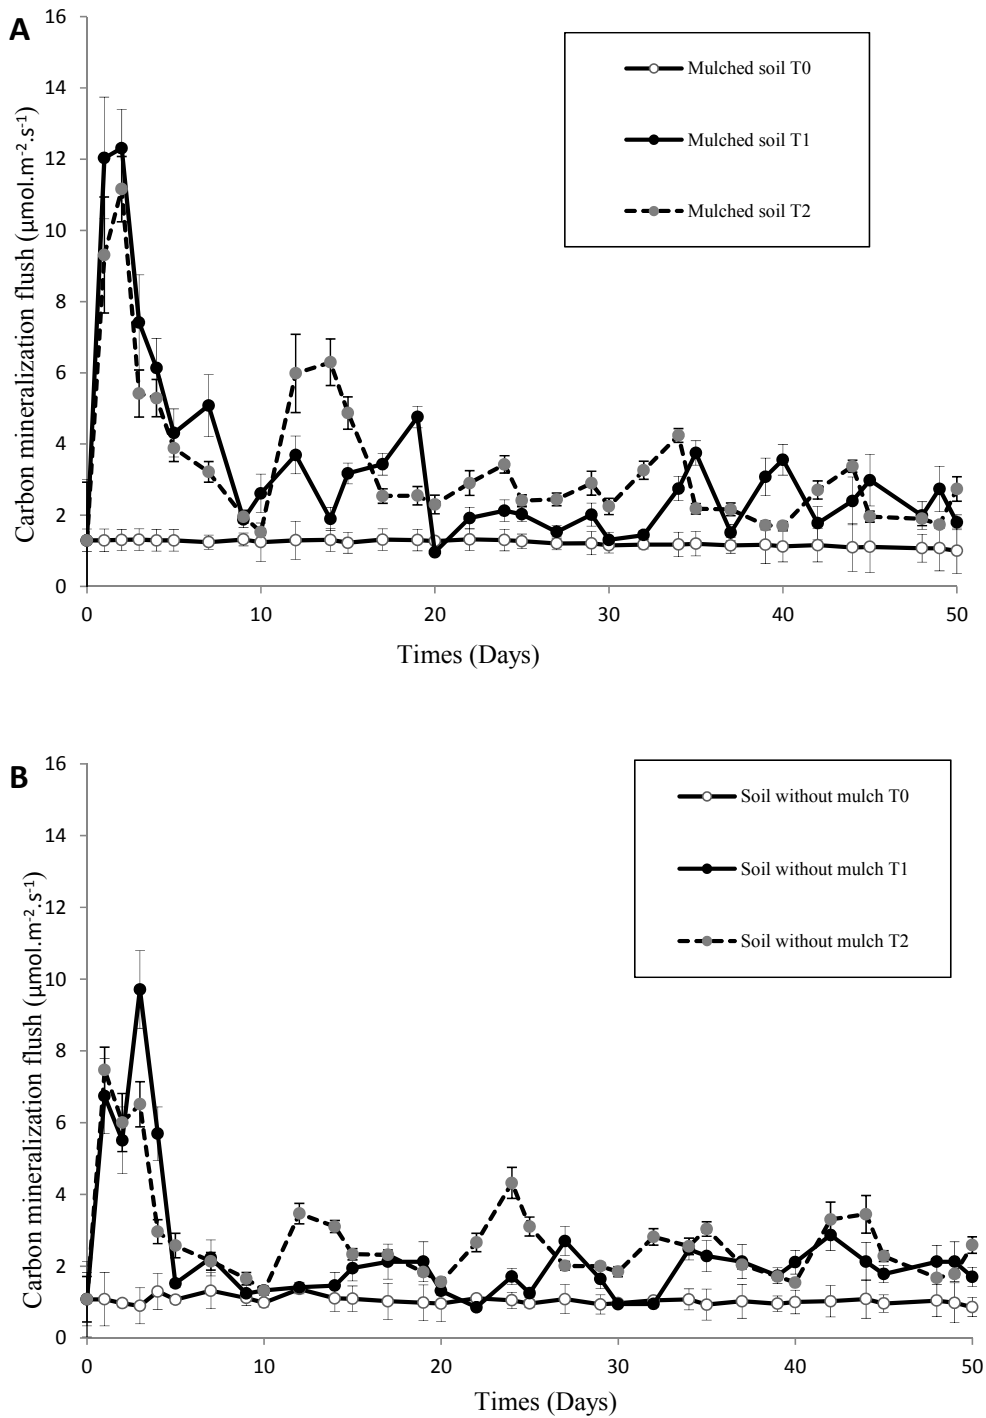 A
16
14
12
10
8
6
4
2
0
Carbon mineralization flush (µmol.m-2.s-1)
Mulched soil T0
Mulched soil T1
Mulched soil T2
0 10 20 30 40 50
Times (Days)
B
16
14
12
10
8
6
4
2
0
Carbon mineralization flush (µmol.m-2.s-1)
Soil without mulch T0
Soil without mulch T1
Soil without mulch T2
0 10 20 30 40 50
Times (Days)